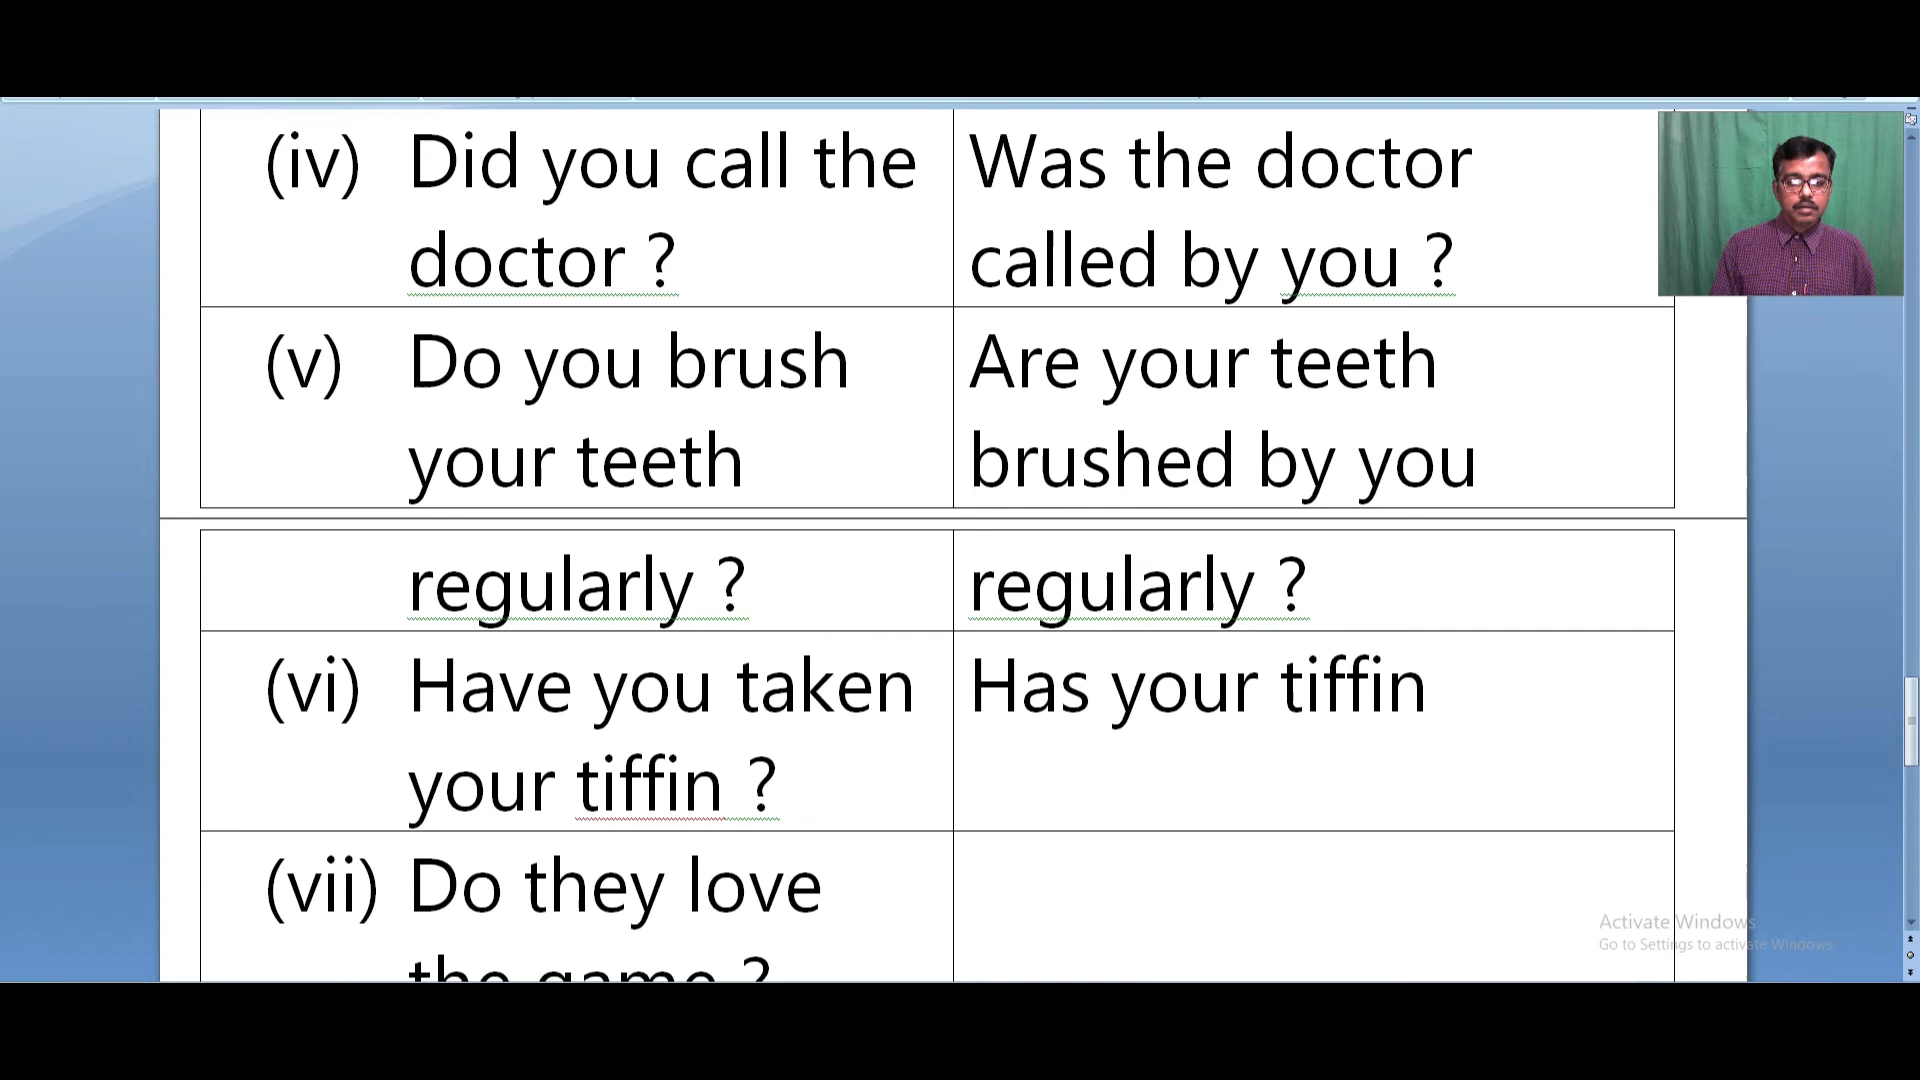 (iv) Did you call the
doctor ?
Was the doctor
called by you ?
(v) Do you brush
your teeth
Are your teeth
brushed by you
regularly ?
regularly ?
(vi) Have you taken
your tiffin ?
Has your tiffin
(vii) Do they love
the game ?
Activate Windows
Go to Settings to activate Windows.